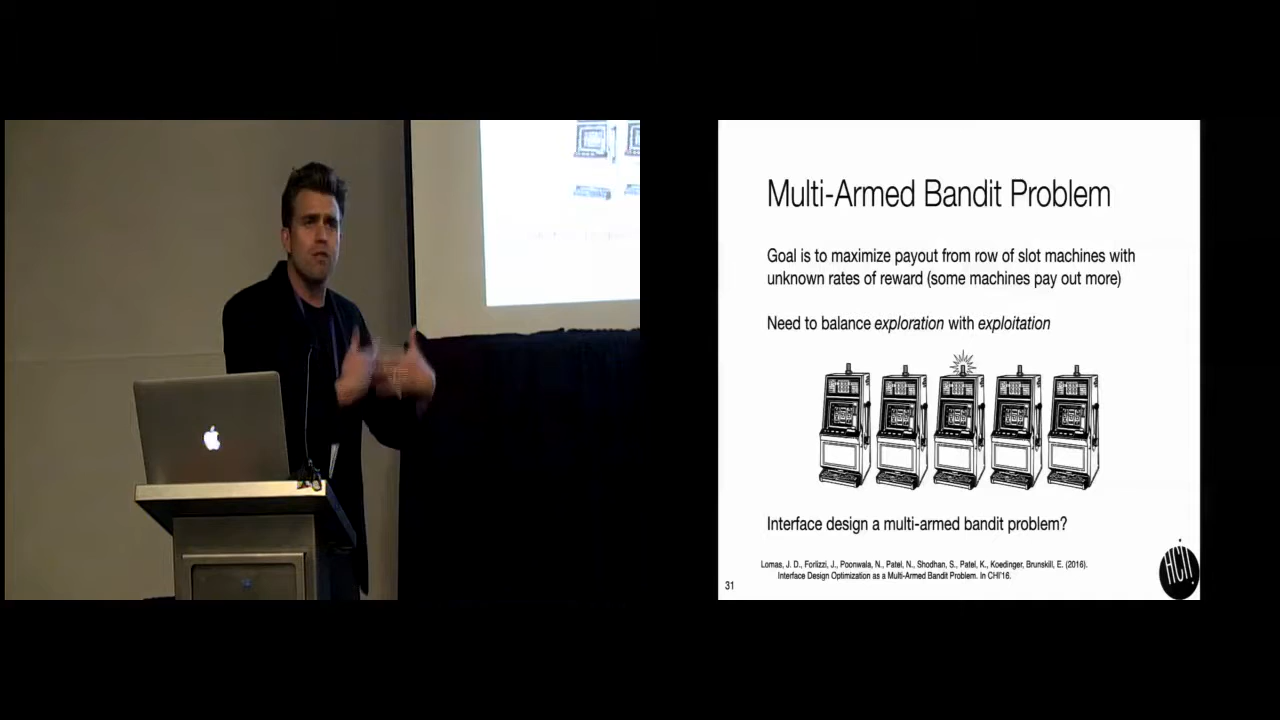 Multi-Armed Bandit Problem
Goal is to maximize payout from row of slot machines with
unknown rates of reward (some machines pay out more)
Need to balance exploration with exploitation
Interface design a multi-armed bandit problem?
Lomas, J. D., Forlizzi, J., Poonwala, N., Patel, N., Shodhan, S., Patel, K., Koedinger, Brunskill, E. (2016).
Interface Design Optimization as a Multi-Armed Bandit Problem. In CHI'16.
31
HCII